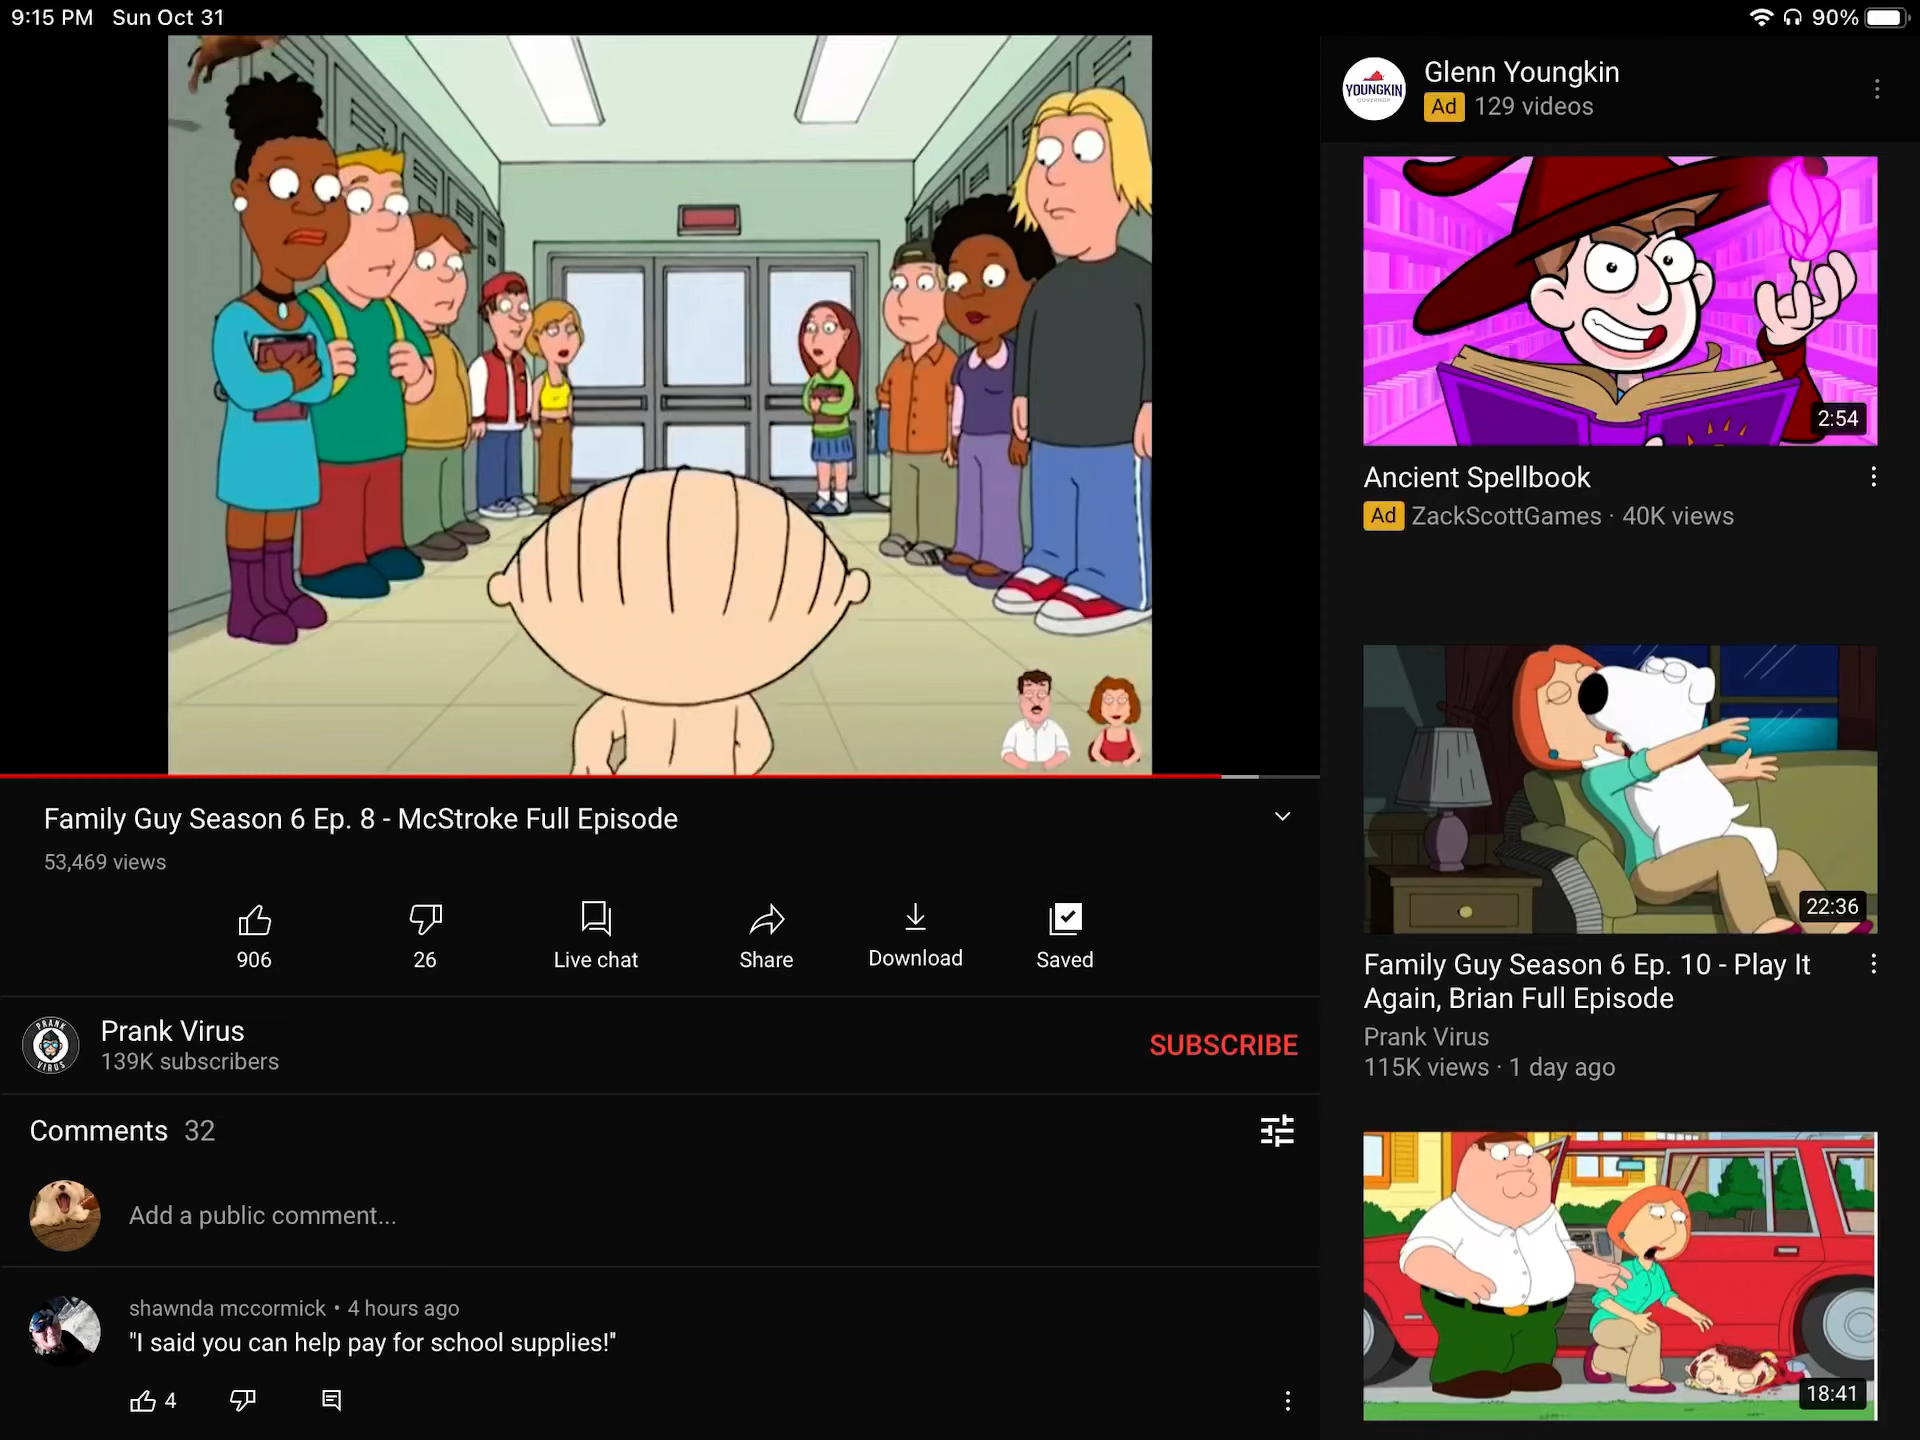 9:15 PM Sun Oct 31
90%
Family Guy Season 6 Ep. 8 - McStroke Full Episode
53,469 views
906
26
Live chat
Share
Download
Saved
PRANK
VIRUS
Prank Virus
139K subscribers
SUBSCRIBE
Comments 32
Add a public comment...
shawnda mccormick • 4 hours ago
"I said you can help pay for school supplies!"
4
YOUNGKIN
GOVERNOR
Glenn Youngkin
Ad 129 videos
2:54
Ancient Spellbook
Ad ZackScottGames · 40K views
22:36
Family Guy Season 6 Ep. 10 - Play It
Again, Brian Full Episode
Prank Virus
115K views · 1 day ago
18:41